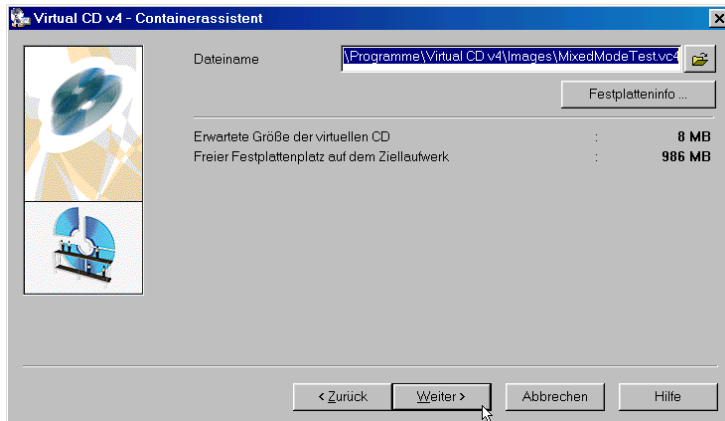 Virtual CD v4 - Containerassistent
Dateiname \Programme\Virtual CD v4\Images\MixedModeTest.vc4
Festplatteninfo ...
Erwartete Größe der virtuellen CD : 8 MB
Freier Festplattenplatz auf dem Ziellaufwerk : 986 MB
< Zurück Weiter > Abbrechen Hilfe